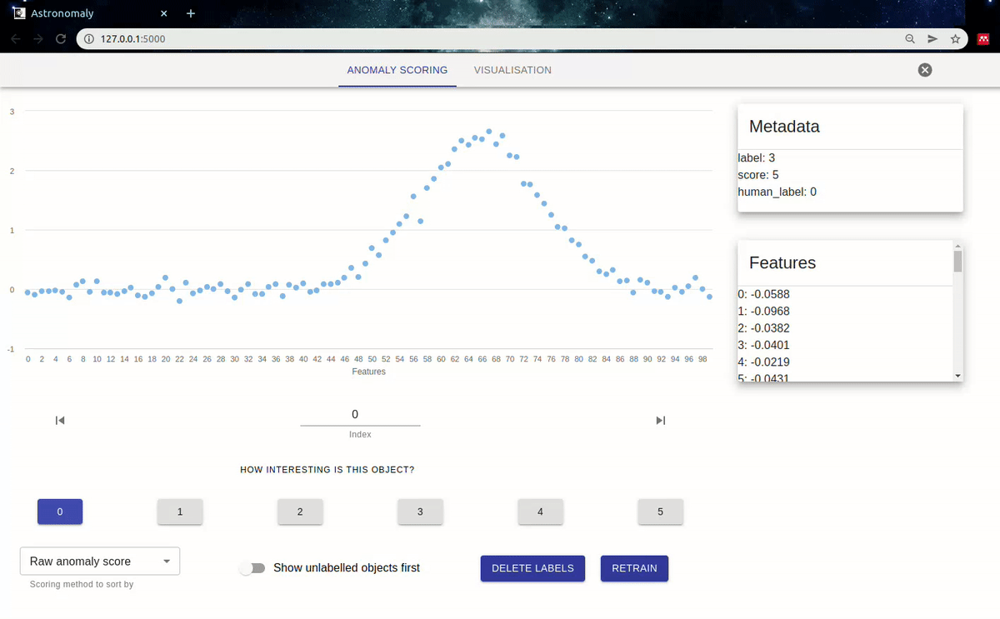 Astronomaly
127.0.0.1:5000
ANOMALY SCORING VISUALISATION
3
2
1
0
-1
0 2 4 6 8 10 12 14 16 18 20 22 24 26 28 30 32 34 36 38 40 42 44 46 48 50 52 54 56 58 60 62 64 66 68 70 72 74 76 78 80 82 84 86 88 90 92 94 96 98
Features
Metadata
label: 3
score: 5
human_label: 0
Features
0: -0.0588
1: -0.0968
2: -0.0382
3: -0.0401
4: -0.0219
5: -0.0431
0
Index
HOW INTERESTING IS THIS OBJECT?
0 1 2 3 4 5
Raw anomaly score
Scoring method to sort by
Show unlabelled objects first
DELETE LABELS RETRAIN